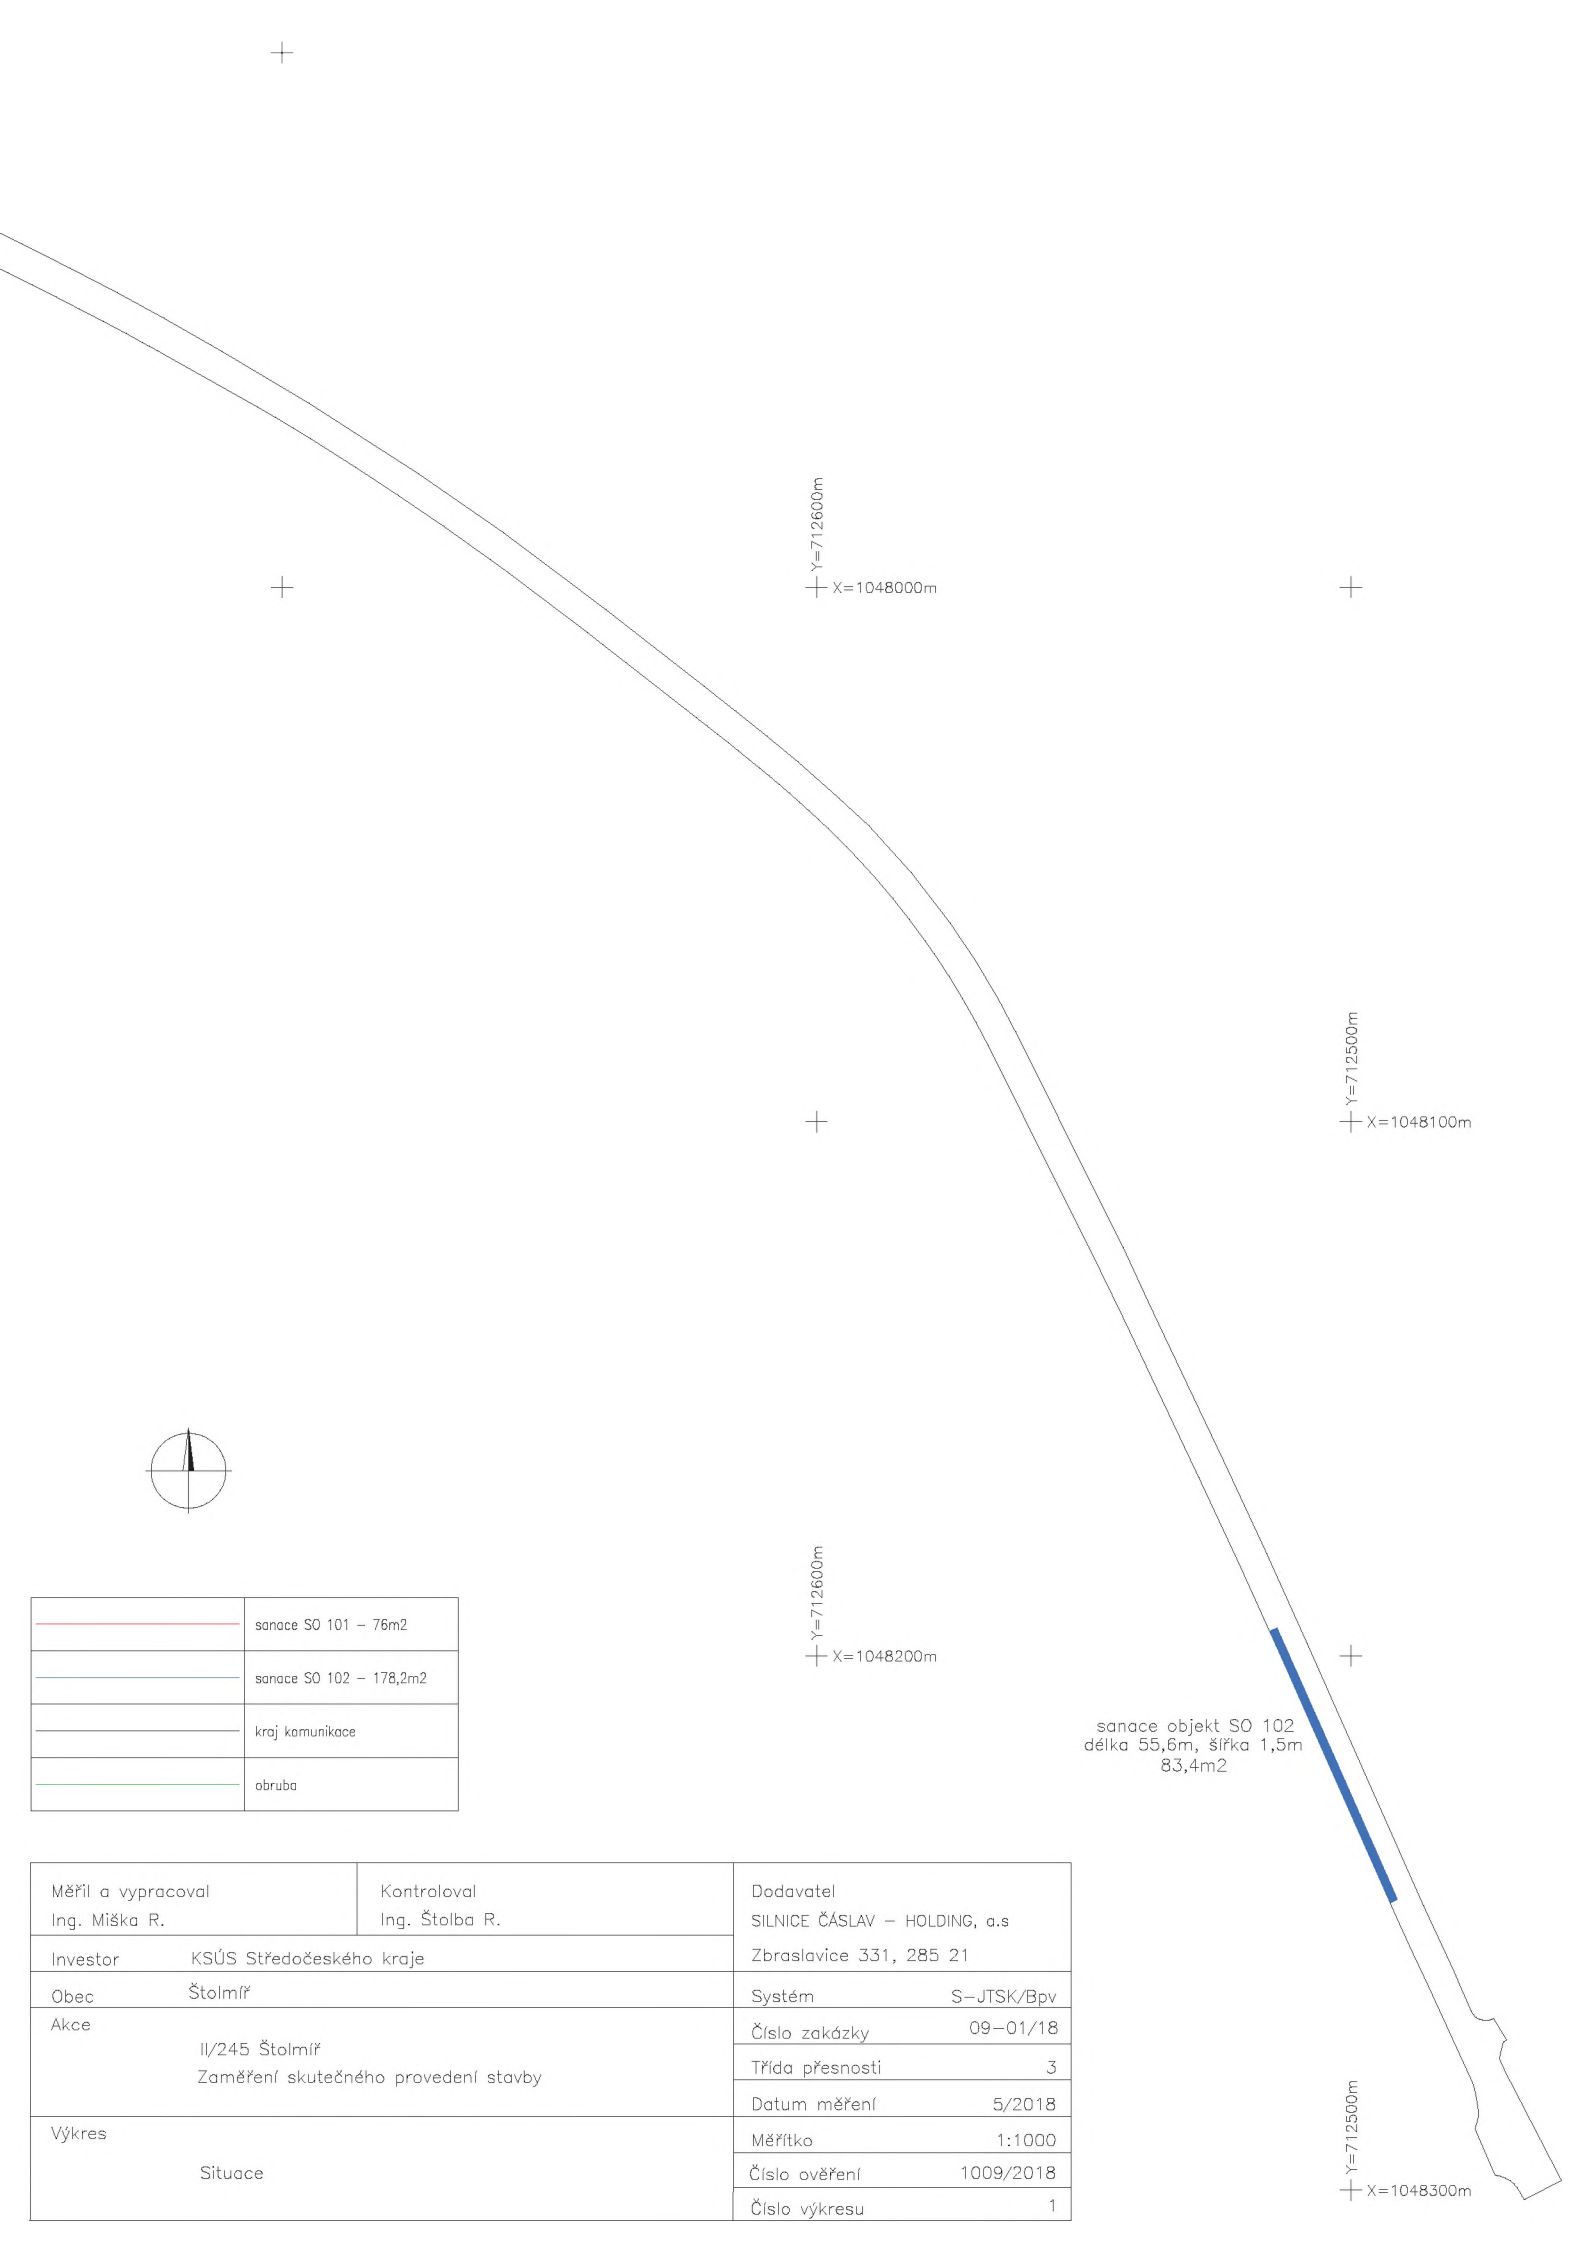 Y=712600m
X=1048000m
Y=712500m
X=1048100m
Y=712600m
X=1048200m
sanace SO 101 - 76m2
sanace SO 102 - 178,2m2
kraj komunikace
obruba
sanace objekt SO 102
délka 55,6m, šířka 1,5m
83,4m2
Měřil a vypracoval
Ing. Miška R.
Kontroloval
Ing. Štolba R.
Dodavatel
SILNICE ČÁSLAV – HOLDING, a.s
Zbraslavice 331, 285 21
Investor KSÚS Středočeského kraje
Obec Štolmíř
Systém S-JTSK/Bpv
Akce
II/245 Štolmíř
Zaměření skutečného provedení stavby
Číslo zakázky 09-01/18
Třída přesnosti 3
Datum měření 5/2018
Výkres
Situace
Měřítko 1:1000
Číslo ověření 1009/2018
Číslo výkresu 1
Y=712500m
X=1048300m